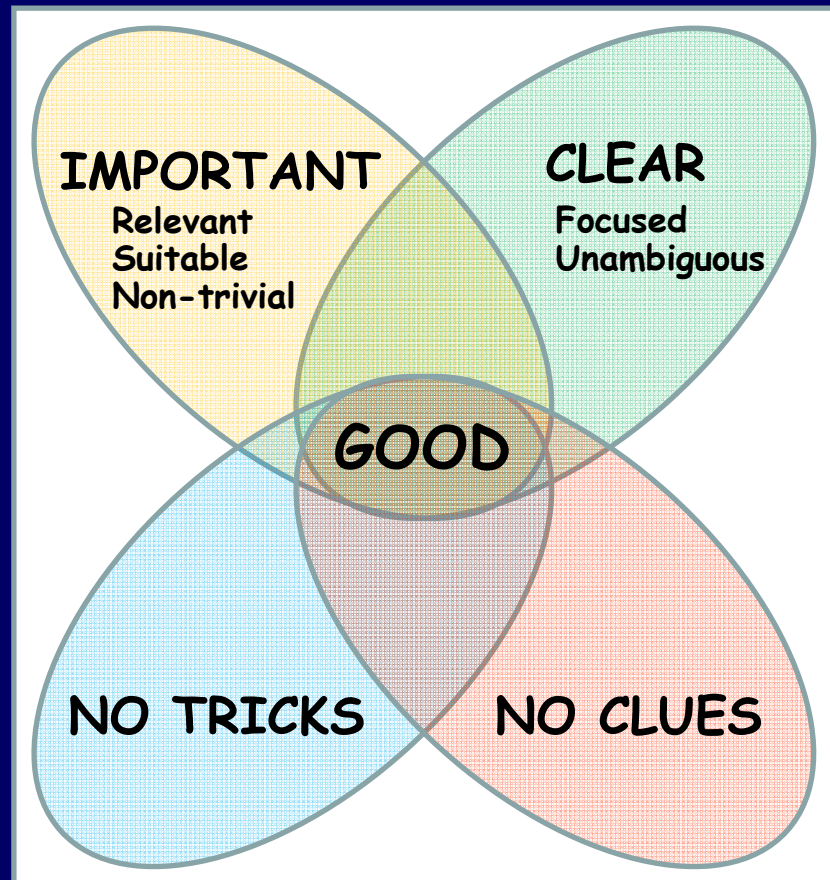 IMPORTANT
Relevant
Suitable
Non-trivial
CLEAR
Focused
Unambiguous
GOOD
NO TRICKS
NO CLUES